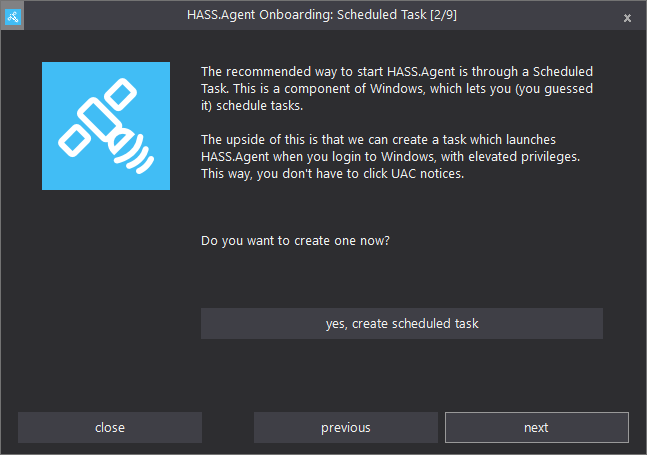 HASS.Agent Onboarding: Scheduled Task [2/9]
x
The recommended way to start HASS.Agent is through a Scheduled
Task. This is a component of Windows, which lets you (you guessed
it) schedule tasks.
The upside of this is that we can create a task which launches
HASS.Agent when you login to Windows, with elevated privileges.
This way, you don't have to click UAC notices.
Do you want to create one now?
yes, create scheduled task
close
previous
next